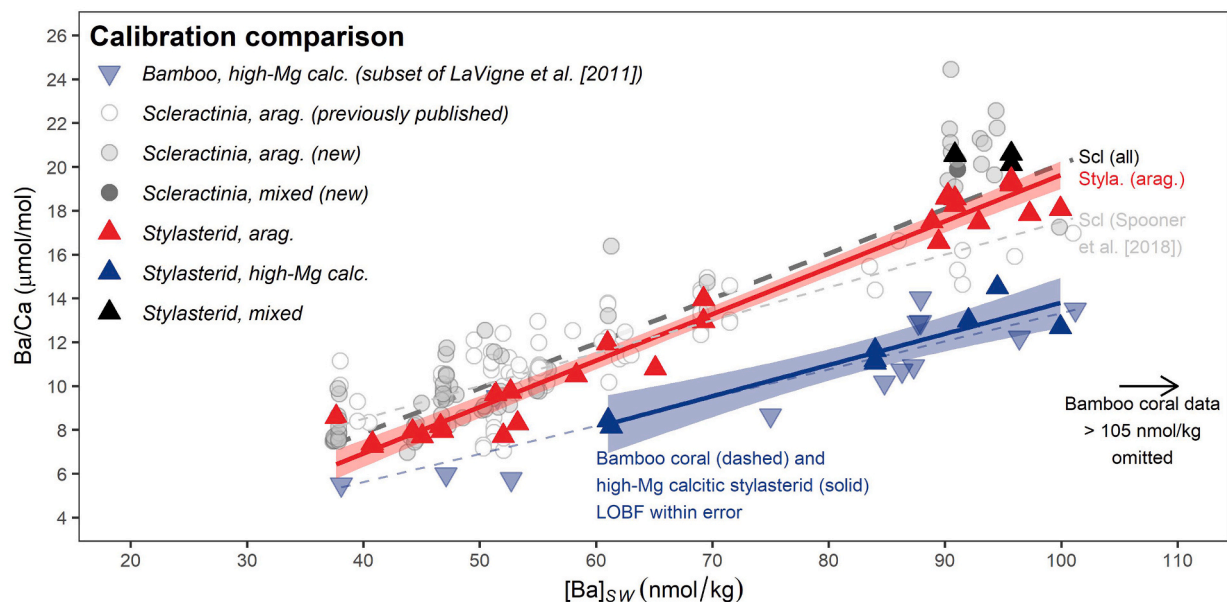 Calibration comparison
Bamboo, high-Mg calc. (subset of LaVigne et al. [2011])
Scleractinia, arag. (previously published)
Scleractinia, arag. (new)
Scleractinia, mixed (new)
Stylasterid, arag.
Stylasterid, high-Mg calc.
Stylasterid, mixed
Ba/Ca (μmol/mol)
26
24
22
20
18
16
14
12
10
8
6
4
Scl (all)
Styla. (arag.)
Scl (Spooner
et al. [2018])
Bamboo coral data
> 105 nmol/kg
omitted
Bamboo coral (dashed) and
high-Mg calcitic stylasterid (solid)
LOBF within error
20 30 40 50 60 70 80 90 100 110
[Ba]SW (nmol/kg)